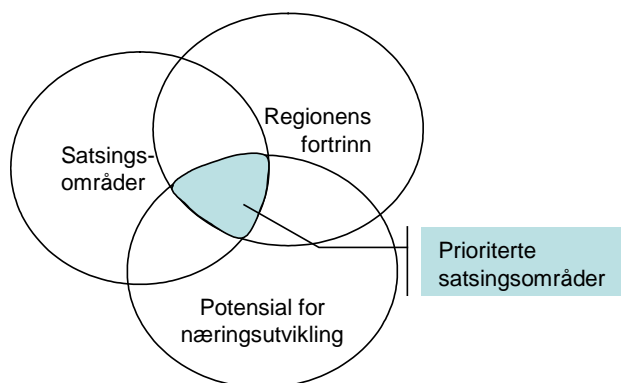 Regionens
fortrinn
Satsings-
områder
Prioriterte
satsingsområder
Potensial for
næringsutvikling